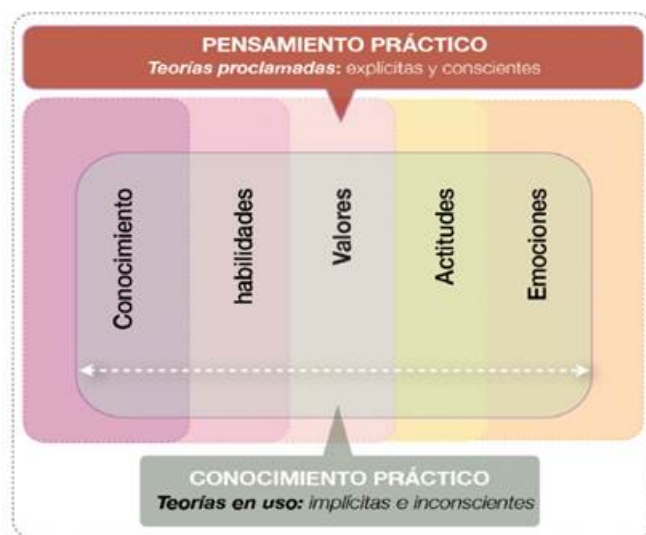 PENSAMIENTO PRÁCTICO
Teorías proclamadas: explícitas y conscientes
Conocimiento
habilidades
Valores
Actitudes
Emociones
CONOCIMIENTO PRÁCTICO
Teorías en uso: implícitas e inconscientes